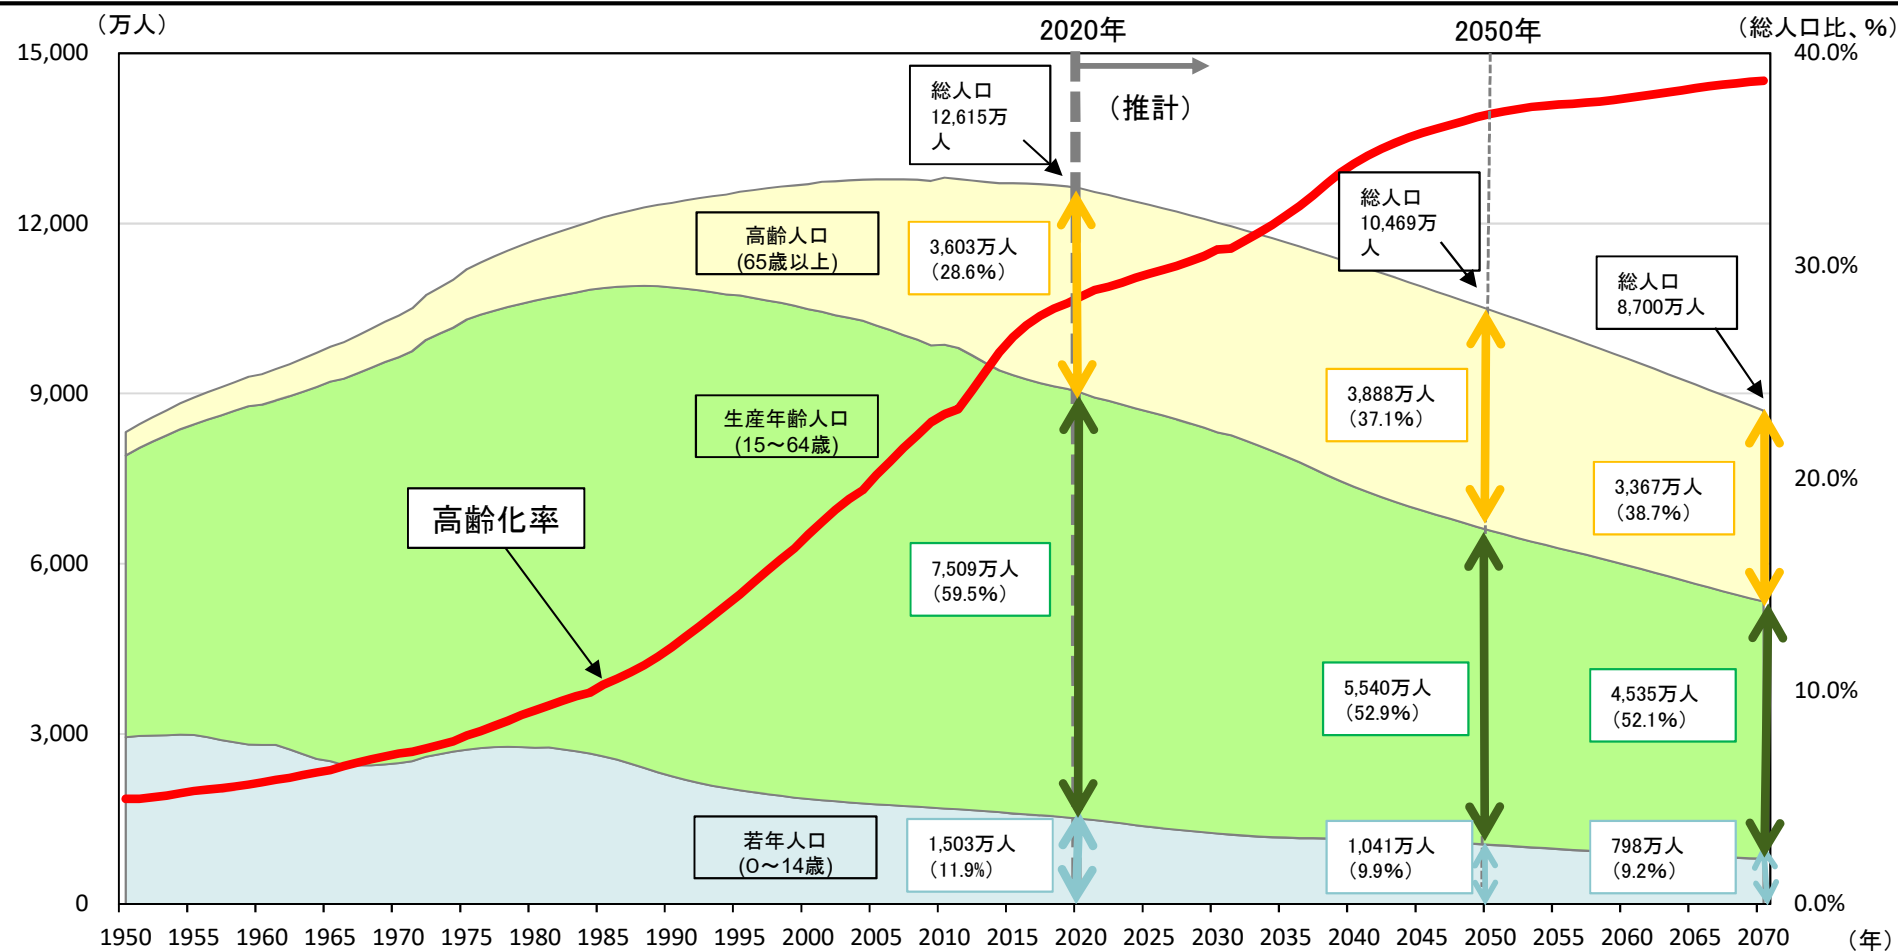 （万人）
2020年
2050年
（総人口比、%）
15,000
12,000
9,000
6,000
3,000
0
40.0%
30.0%
20.0%
10.0%
0.0%
総人口
12,615万
人
（推計）
総人口
10,469万
人
総人口
8,700万人
高齢人口
(65歳以上)
3,603万人
（28.6%）
3,888万人
（37.1%）
3,367万人
（38.7%）
生産年齢人口
(15～64歳)
高齢化率
7,509万人
（59.5%）
5,540万人
（52.9%）
4,535万人
（52.1%）
若年人口
(0～14歳)
1,503万人
（11.9%）
1,041万人
（9.9%）
798万人
（9.2%）
1950 1955 1960 1965 1970 1975 1980 1985 1990 1995 2000 2005 2010 2015 2020 2025 2030 2035 2040 2045 2050 2055 2060 2065 2070 （年）